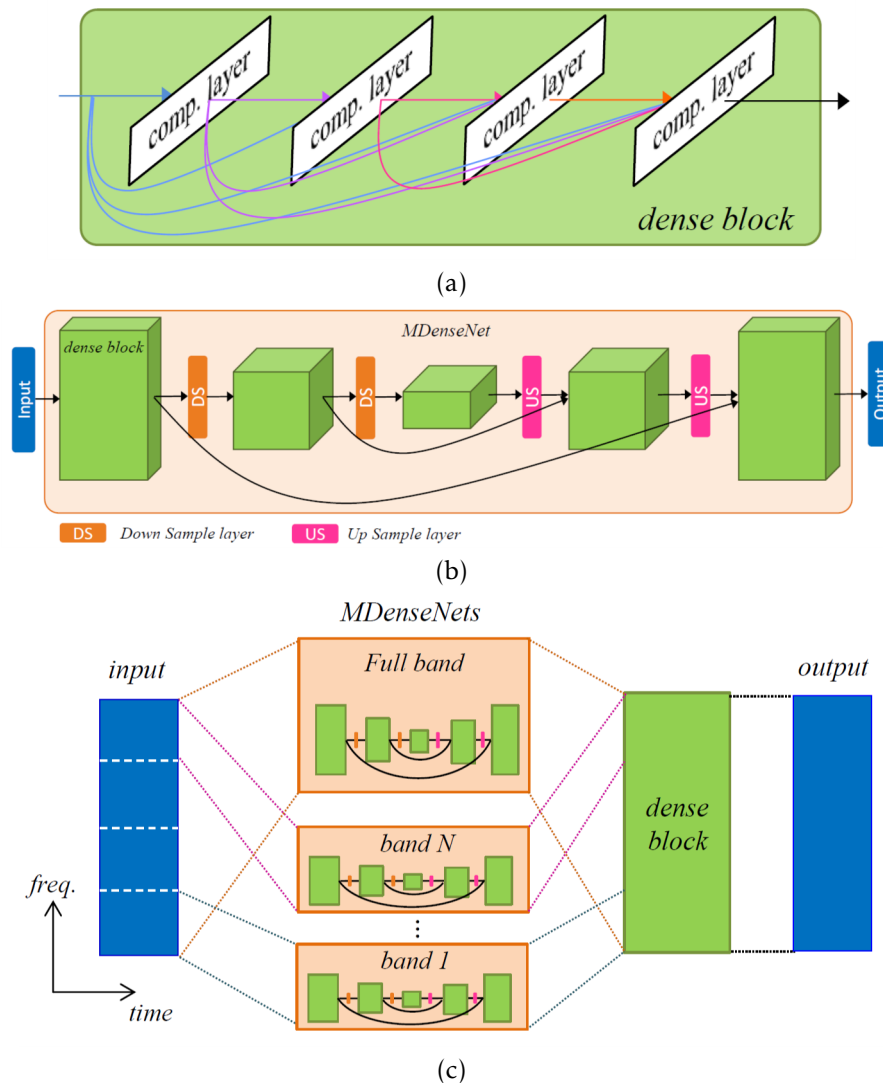 comp. layer
comp. layer
comp. layer
comp. layer
dense block
(a)
MDenseNet
dense block
Input
DS
DS
US
US
Output
DS Down Sample layer US Up Sample layer
(b)
MDenseNets
input
Full band
output
dense
block
band N
freq.
⋮
band 1
time
(c)